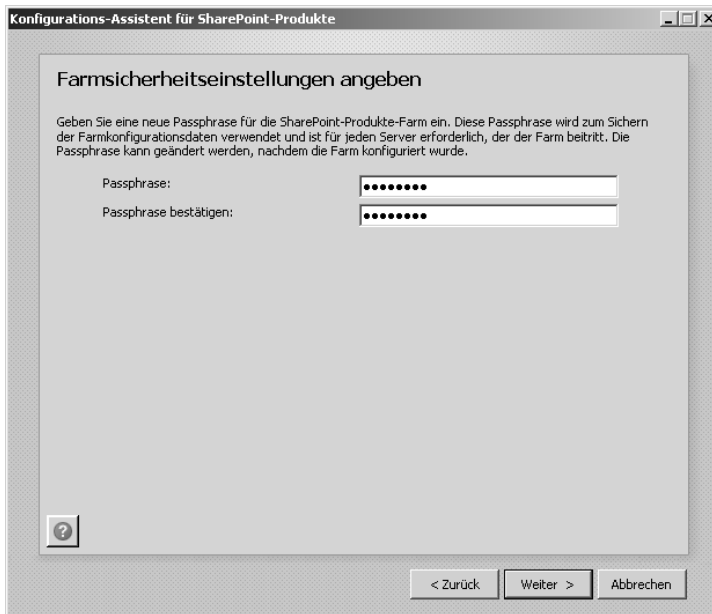 Konfigurations-Assistent für SharePoint-Produkte
Farmsicherheitseinstellungen angeben
Geben Sie eine neue Passphrase für die SharePoint-Produkte-Farm ein. Diese Passphrase wird zum Sichern
der Farmkonfigurationsdaten verwendet und ist für jeden Server erforderlich, der der Farm beitritt. Die
Passphrase kann geändert werden, nachdem die Farm konfiguriert wurde.
Passphrase: ●●●●●●●●
Passphrase bestätigen: ●●●●●●●●
?
< Zurück Weiter > Abbrechen